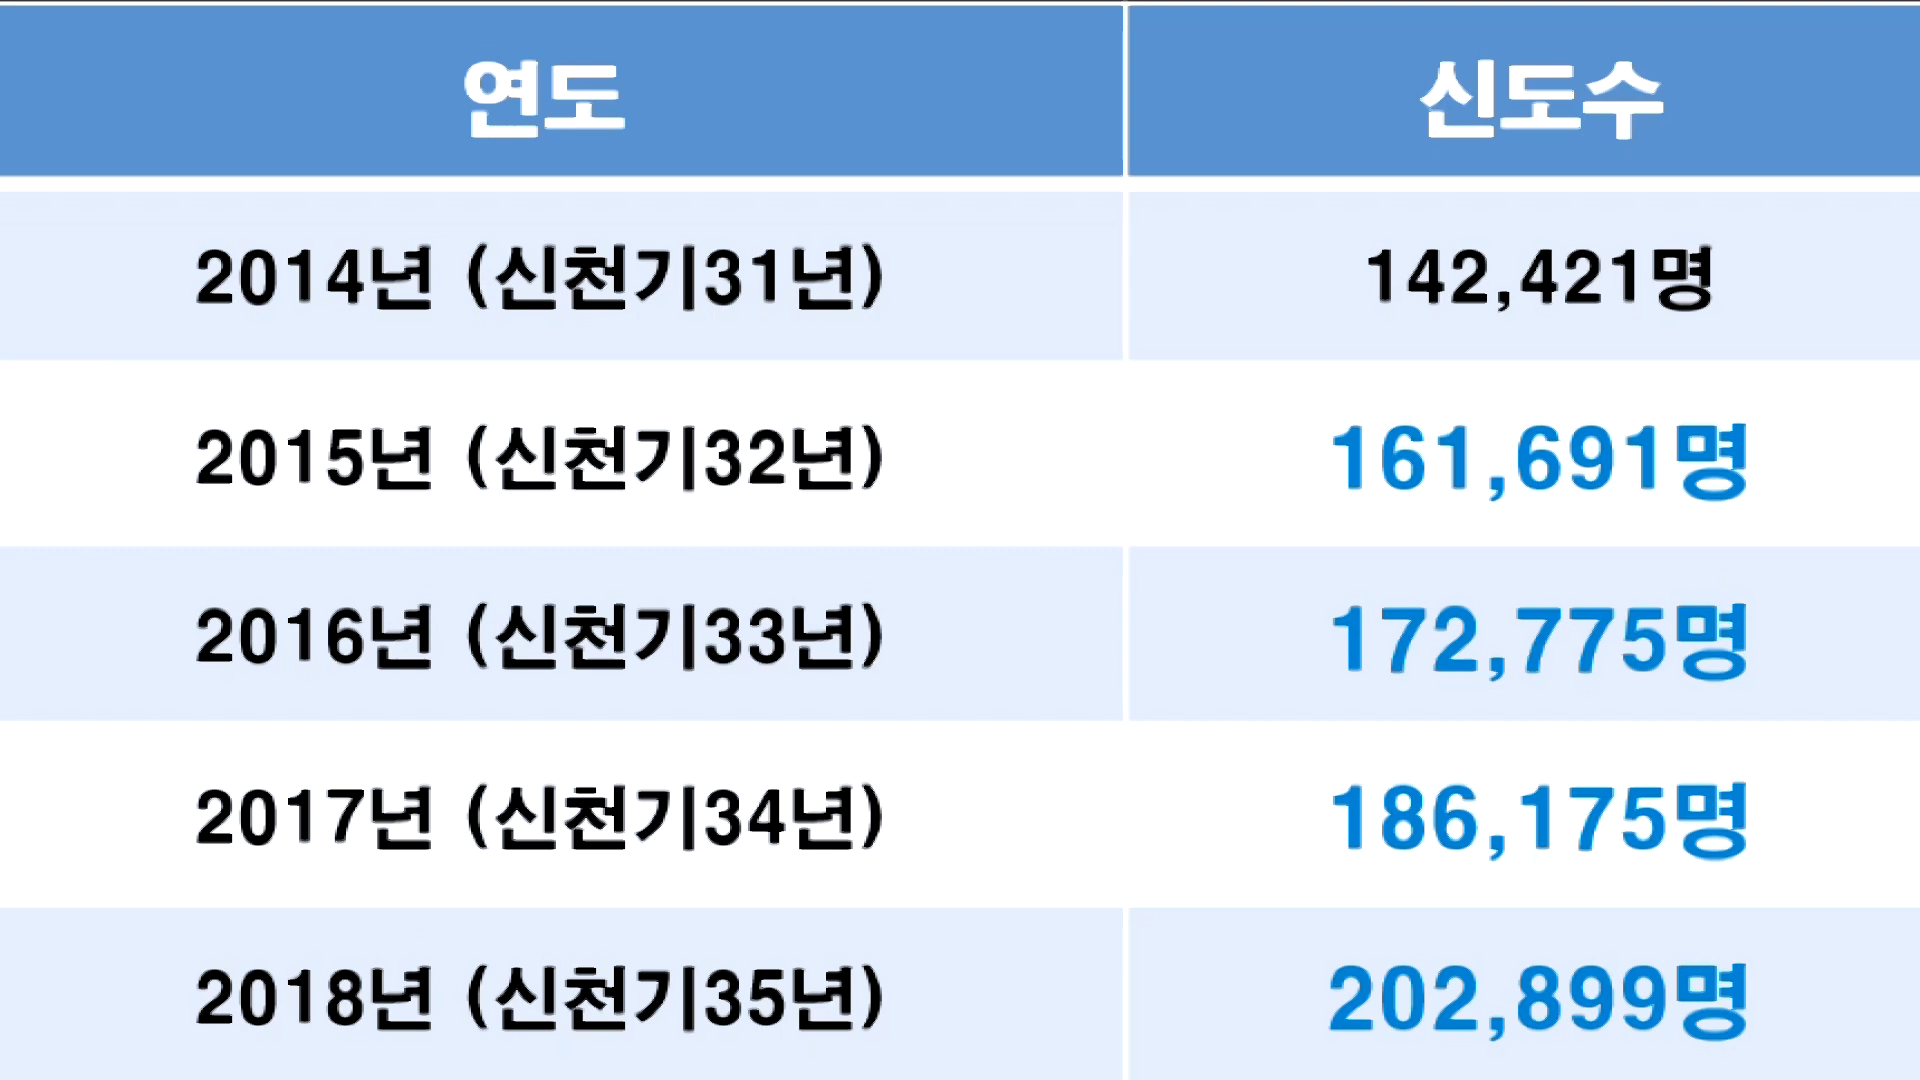 연도 신도수
2014년 (신천기31년) 142,421명
2015년 (신천기32년) 161,691명
2016년 (신천기33년) 172,775명
2017년 (신천기34년) 186,175명
2018년 (신천기35년) 202,899명